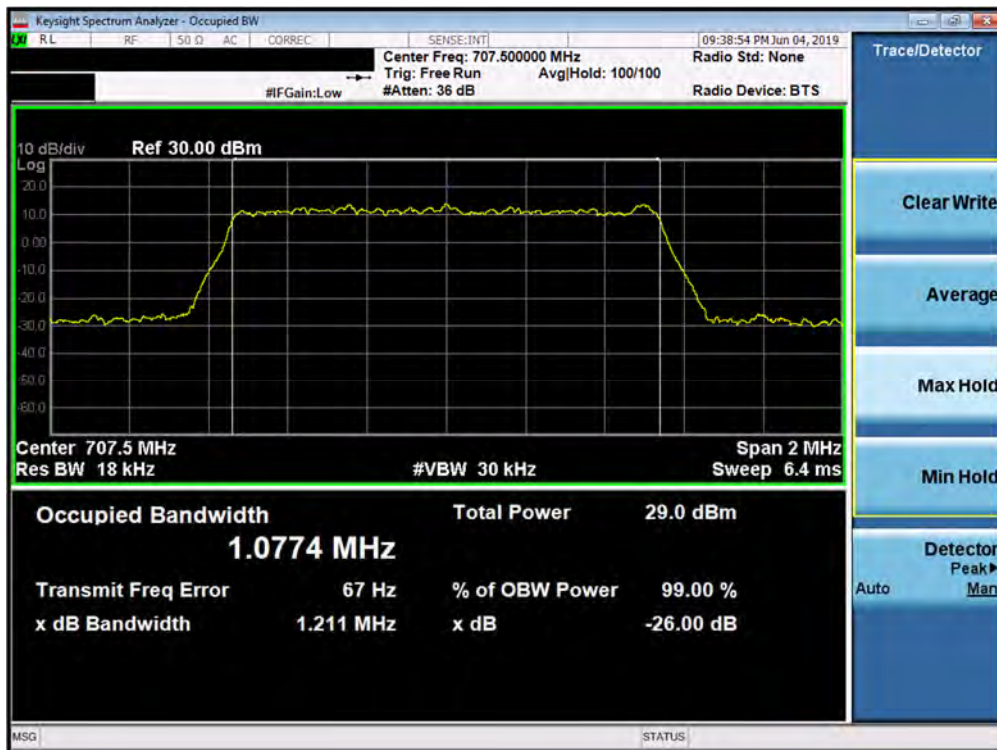 Keysight Spectrum Analyzer - Occupied BW
LXI RL RF 50 Ω AC CORREC SENSE:INT 09:38:54 PM Jun 04, 2019
Center Freq: 707.500000 MHz Radio Std: None
Trig: Free Run Avg|Hold: 100/100
#IFGain:Low #Atten: 36 dB Radio Device: BTS
Trace/Detector
10 dB/div Ref 30.00 dBm
Log
20.0
10.0
0.00
-10.0
-20.0
-30.0
-40.0
-50.0
-60.0
Center 707.5 MHz Span 2 MHz
Res BW 18 kHz #VBW 30 kHz Sweep 6.4 ms
Occupied Bandwidth Total Power 29.0 dBm
1.0774 MHz
Transmit Freq Error 67 Hz % of OBW Power 99.00 %
x dB Bandwidth 1.211 MHz x dB -26.00 dB
Clear Write
Average
Max Hold
Min Hold
Detector
Peak▶
Auto Man
MSG STATUS